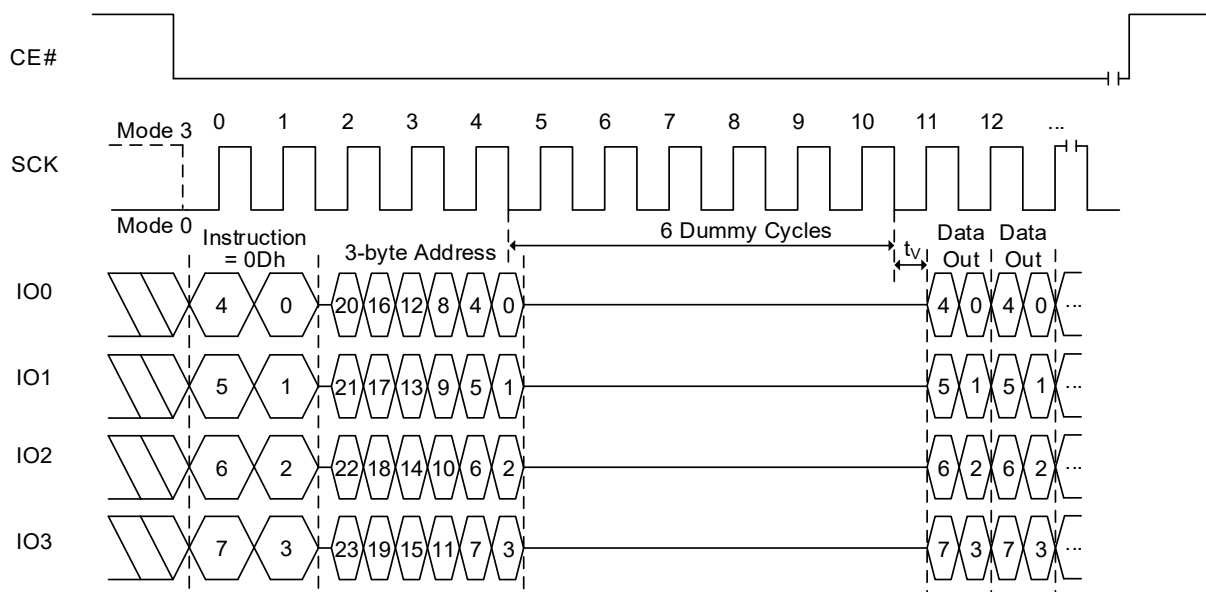 CE#
0 1 2 3 4 5 6 7 8 9 10 11 12 ...
Mode 3
SCK
Mode 0
Instruction
= 0Dh
3-byte Address
6 Dummy Cycles
tV
Data
Out
Data
Out
IO0 4 0 20 16 12 8 4 0 4 0 4 0 ...
IO1 5 1 21 17 13 9 5 1 5 1 5 1 ...
IO2 6 2 22 18 14 10 6 2 6 2 6 2 ...
IO3 7 3 23 19 15 11 7 3 7 3 7 3 ...